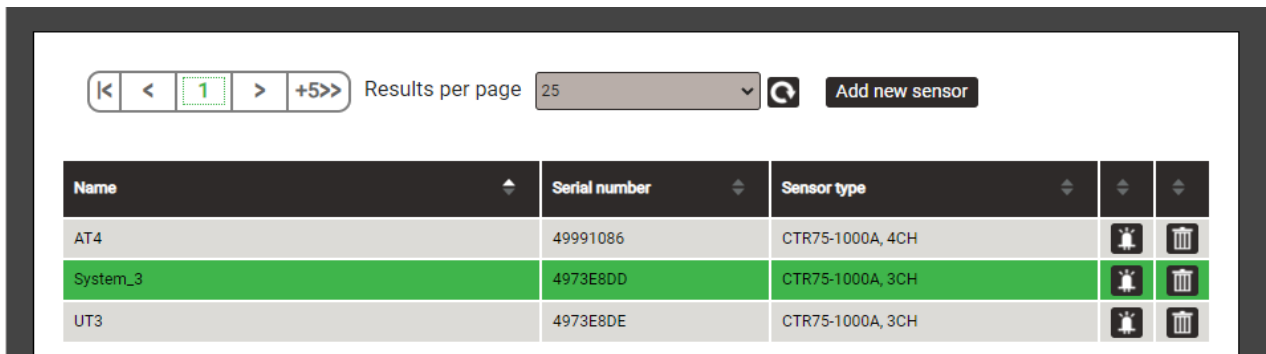 |< < 1 > +5>> Results per page 25 Add new sensor
Name Serial number Sensor type
AT4 49991086 CTR75-1000A, 4CH
System_3 4973E8DD CTR75-1000A, 3CH
UT3 4973E8DE CTR75-1000A, 3CH